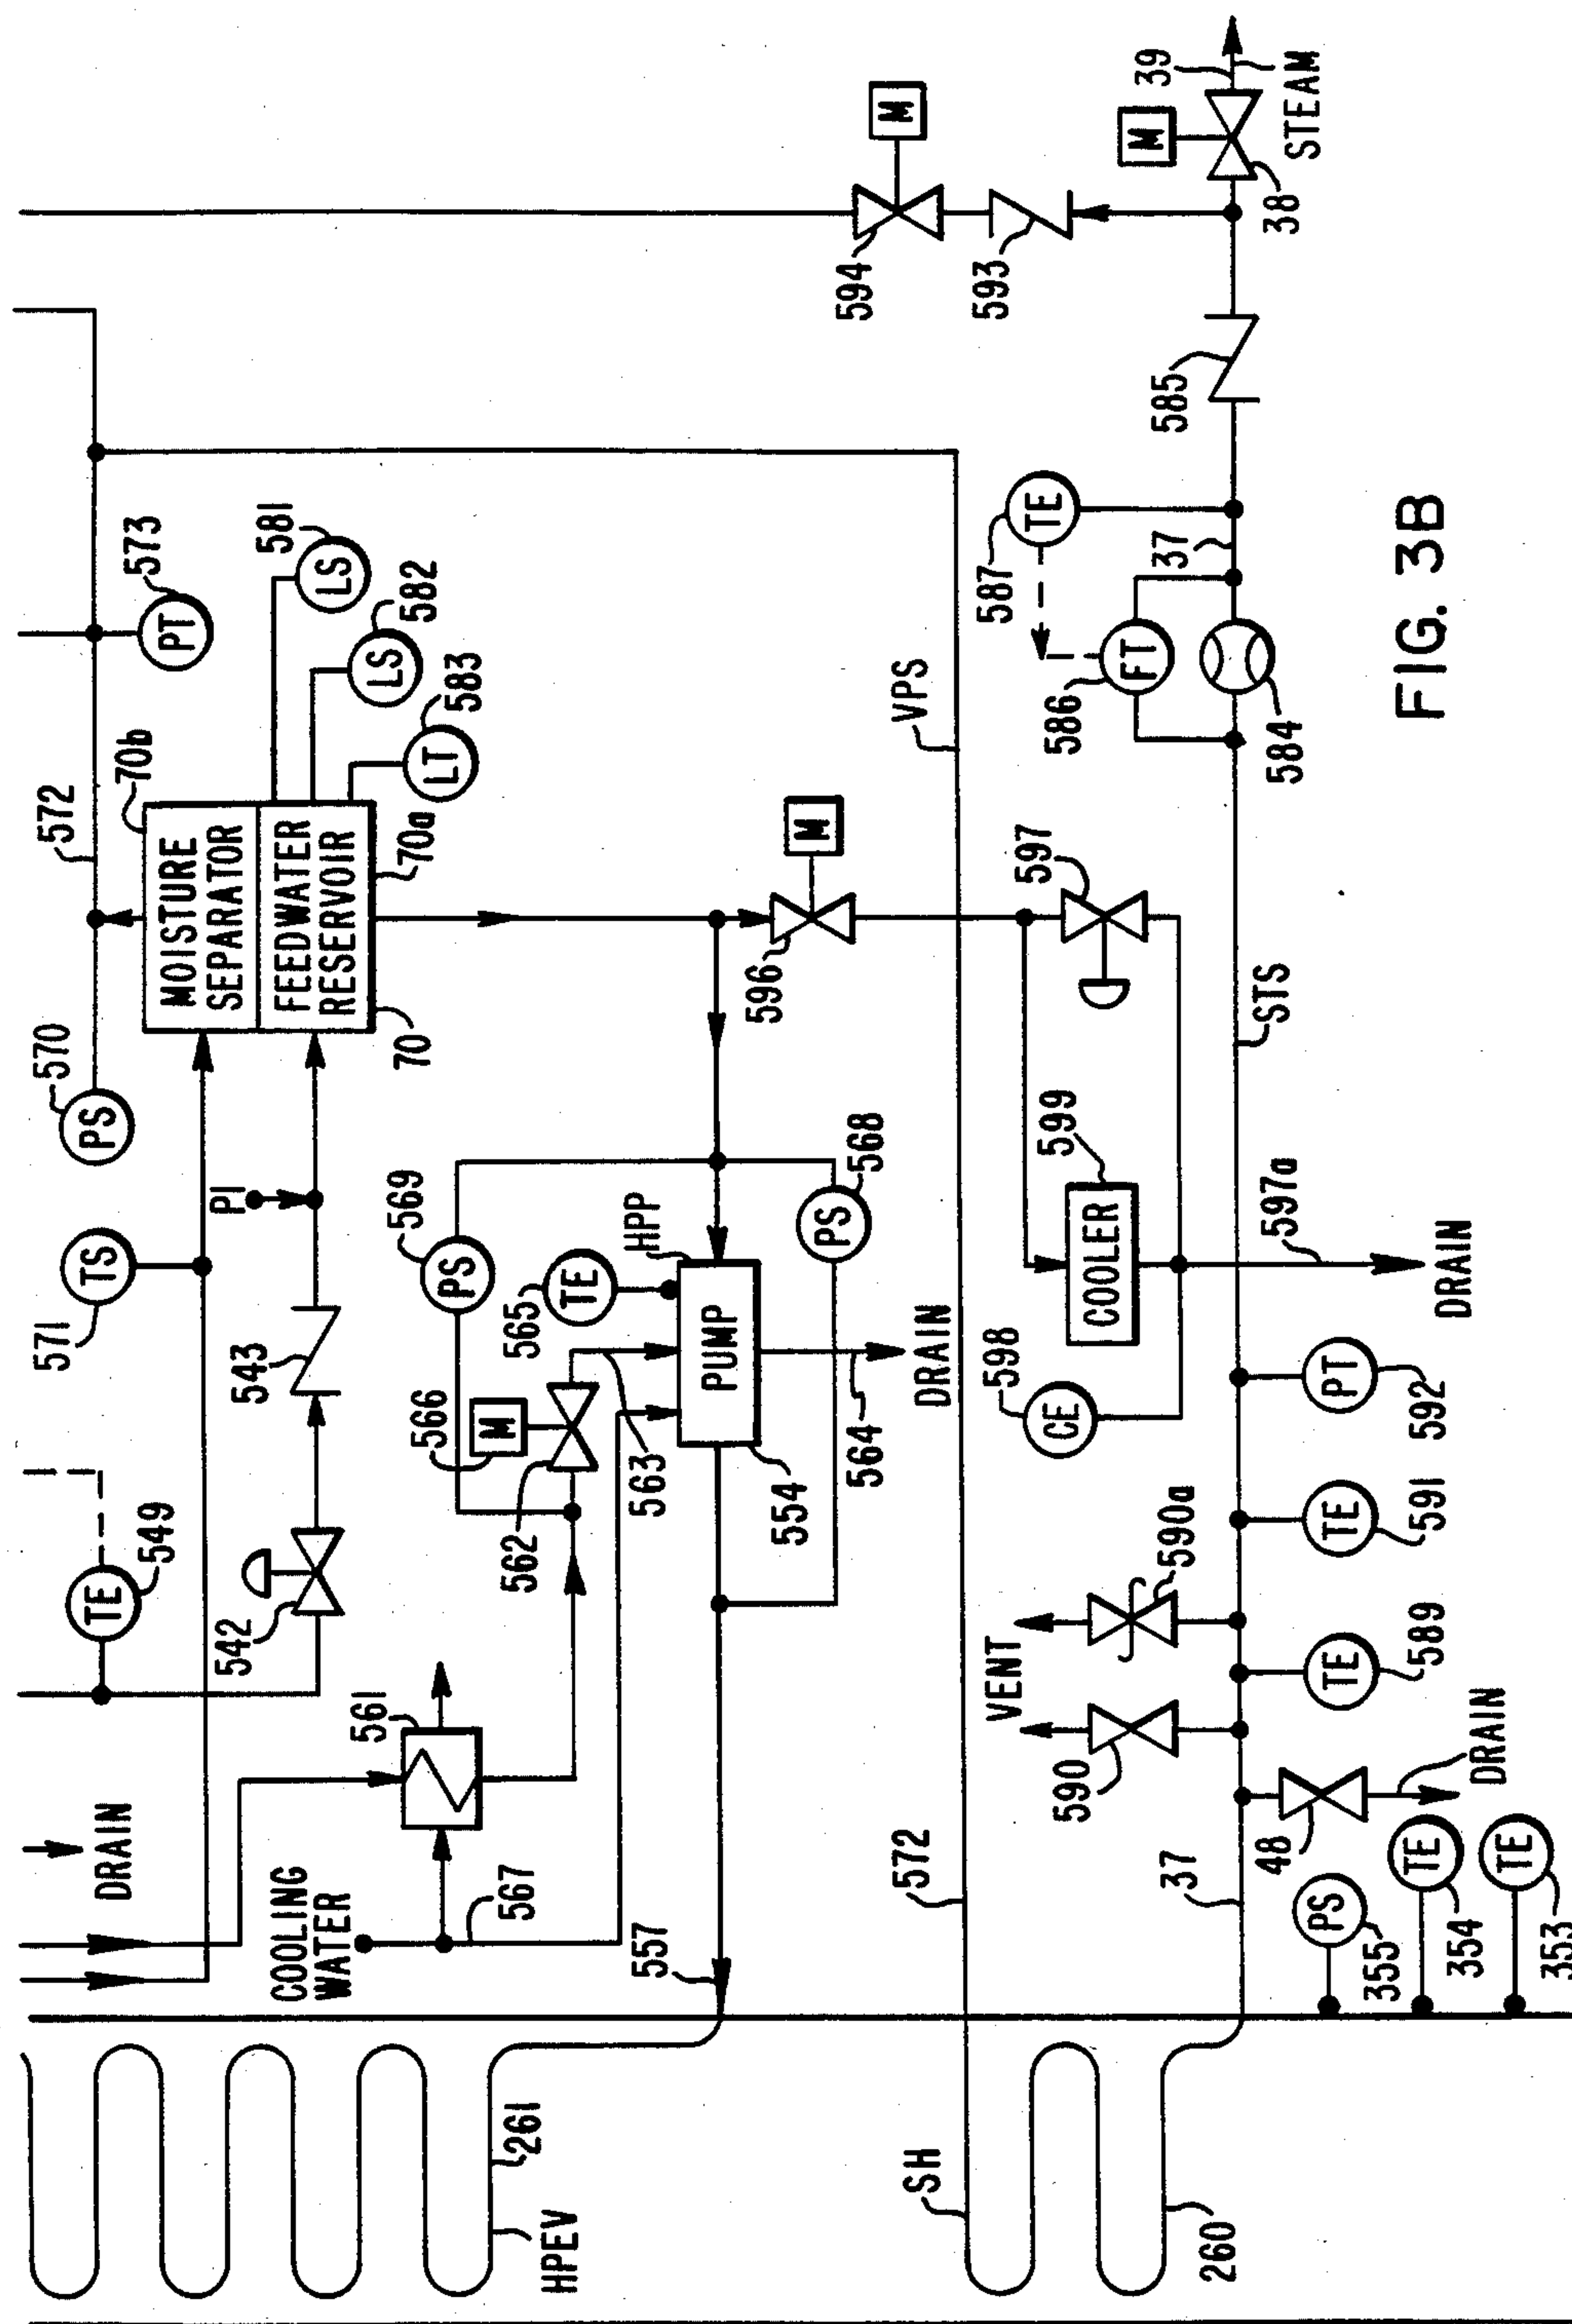 M
39
M
STEAM
38
594
593
585
573
PT
581
LS
582
LS
583
LT
587
TE
37
586
FT
584
VPS
572
70b
MOISTURE
SEPARATOR
FEEDWATER
RESERVOIR
70a
70
M
596
597
STS
570
PS
571
TS
P1
543
569
PS
565
TE
HPP
568
PS
566
M
PUMP
562
563
554
564
DRAIN
599
COOLER
597a
DRAIN
598
CE
PT
592
TE
591
590a
TE
589
VENT
590
DRAIN
48
549
TE
542
561
DRAIN
COOLING
WATER
567
557
572
37
PS
355
TE
354
TE
353
261
HPEV
SH
260
FIG. 3B